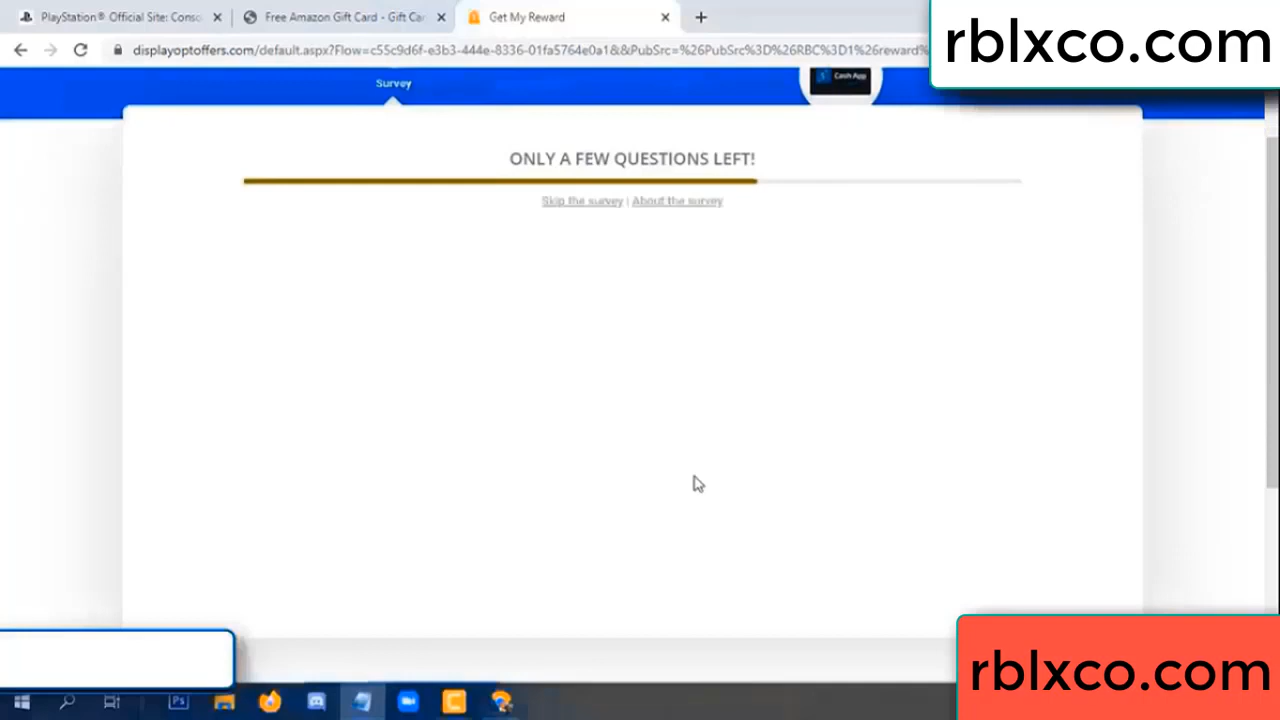 PlayStation® Official Site: Conso
Free Amazon Gift Card - Gift Car
Get My Reward
rblxco.com
displayoptoffers.com/default.aspx?Flow=c55c9d6f-e3b3-444e-8336-01fa5764e0a1&&PubSrc=%26PubSrc%3D%26RBC%3D1%26reward%
Survey
Cash App
ONLY A FEW QUESTIONS LEFT!
Skip the survey | About the survey
rblxco.com
Ps